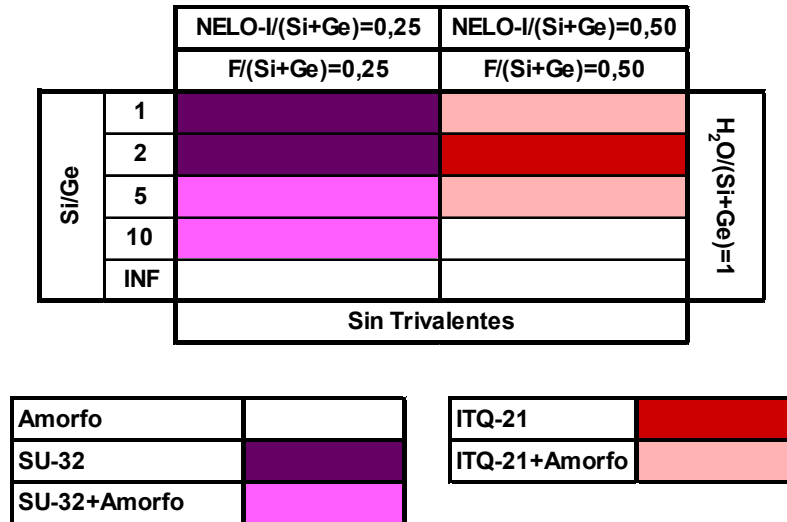 NELO-I/(Si+Ge)=0,25 NELO-I/(Si+Ge)=0,50
F/(Si+Ge)=0,25 F/(Si+Ge)=0,50
Si/Ge
1
2
5
10
INF
H₂O/(Si+Ge)=1
Sin Trivalentes
Amorfo
SU-32
SU-32+Amorfo
ITQ-21
ITQ-21+Amorfo